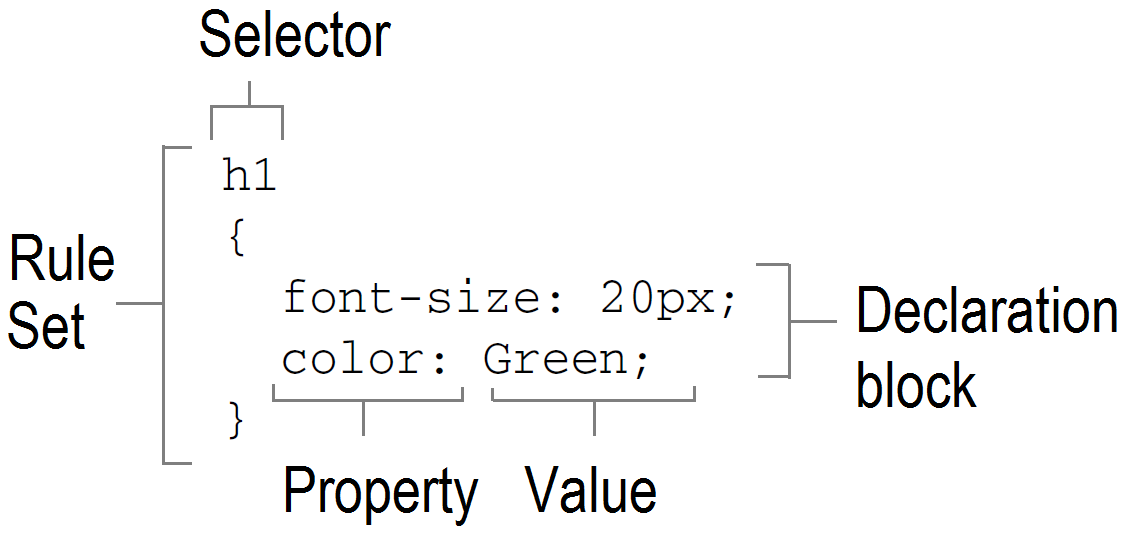 Selector
h1
{
Rule
Set
font-size: 20px;
color: Green;
Declaration
block
}
Property Value